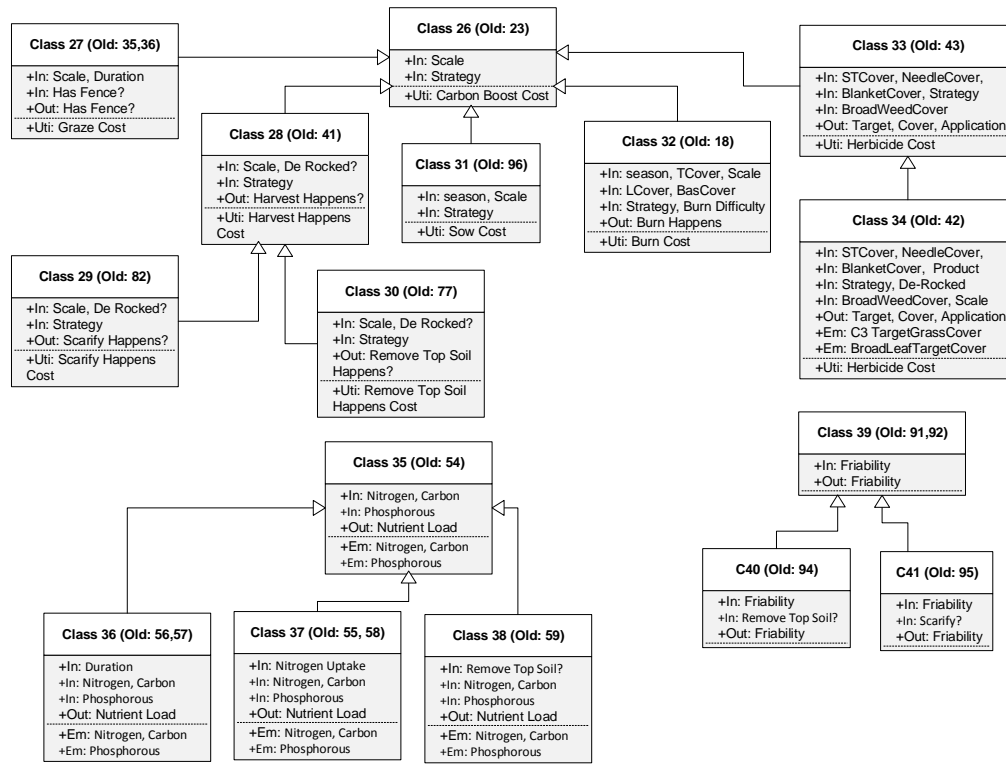 Class 27 (Old: 35,36)
+In: Scale, Duration
+In: Has Fence?
+Out: Has Fence?
+Uti: Graze Cost
Class 26 (Old: 23)
+In: Scale
+In: Strategy
+Uti: Carbon Boost Cost
Class 33 (Old: 43)
+In: STCover, NeedleCover,
+In: BlanketCover, Strategy
+In: BroadWeedCover
+Out: Target, Cover, Application
+Uti: Herbicide Cost
Class 28 (Old: 41)
+In: Scale, De Rocked?
+In: Strategy
+Out: Harvest Happens?
+Uti: Harvest Happens
Cost
Class 31 (Old: 96)
+In: season, Scale
+In: Strategy
+Uti: Sow Cost
Class 32 (Old: 18)
+In: season, TCover, Scale
+In: LCover, BasCover
+In: Strategy, Burn Difficulty
+Out: Burn Happens
+Uti: Burn Cost
Class 34 (Old: 42)
+In: STCover, NeedleCover,
+In: BlanketCover, Product
+In: Strategy, De-Rocked
+In: BroadWeedCover, Scale
+Out: Target, Cover, Application
+Em: C3 TargetGrassCover
+Em: BroadLeafTargetCover
+Uti: Herbicide Cost
Class 29 (Old: 82)
+In: Scale, De Rocked?
+In: Strategy
+Out: Scarify Happens?
+Uti: Scarify Happens
Cost
Class 30 (Old: 77)
+In: Scale, De Rocked?
+In: Strategy
+Out: Remove Top Soil
Happens?
+Uti: Remove Top Soil
Happens Cost
Class 35 (Old: 54)
+In: Nitrogen, Carbon
+In: Phosphorous
+Out: Nutrient Load
+Em: Nitrogen, Carbon
+Em: Phosphorous
Class 39 (Old: 91,92)
+In: Friability
+Out: Friability
C40 (Old: 94)
+In: Friability
+In: Remove Top Soil?
+Out: Friability
C41 (Old: 95)
+In: Friability
+In: Scarify?
+Out: Friability
Class 36 (Old: 56,57)
+In: Duration
+In: Nitrogen, Carbon
+In: Phosphorous
+Out: Nutrient Load
+Em: Nitrogen, Carbon
+Em: Phosphorous
Class 37 (Old: 55, 58)
+In: Nitrogen Uptake
+In: Nitrogen, Carbon
+In: Phosphorous
+Out: Nutrient Load
+Em: Nitrogen, Carbon
+Em: Phosphorous
Class 38 (Old: 59)
+In: Remove Top Soil?
+In: Nitrogen, Carbon
+In: Phosphorous
+Out: Nutrient Load
+Em: Nitrogen, Carbon
+Em: Phosphorous